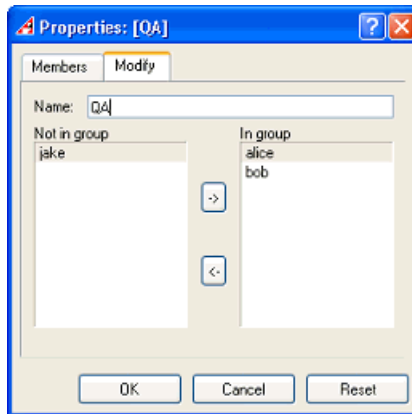 Properties: [QA]
Members Modify
Name: QA
Not in group In group
jake alice
bob
->
<-
OK Cancel Reset